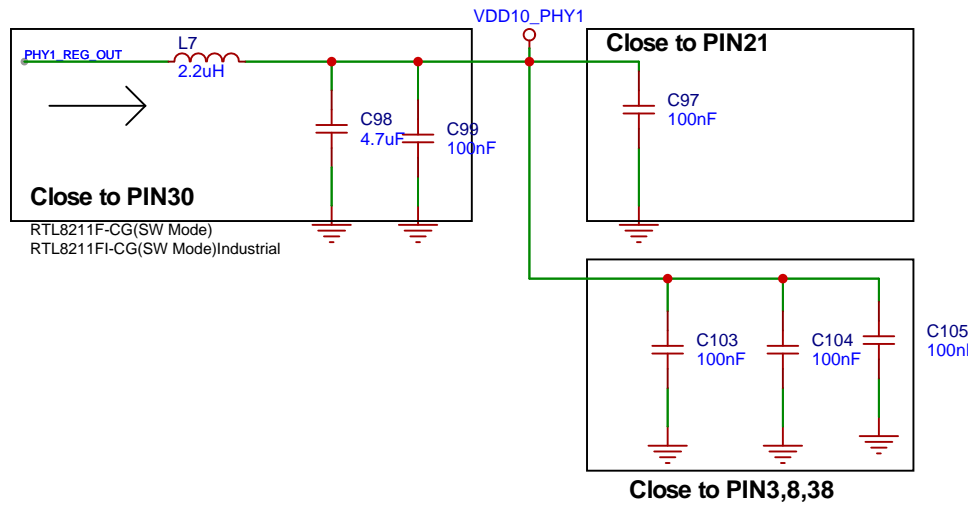 VDD10_PHY1
PHY1_REG_OUT
L7
2.2uH
Close to PIN21
C97
100nF
C98
4.7uF
C99
100nF
Close to PIN30
RTL8211F-CG(SW Mode)
RTL8211FI-CG(SW Mode)Industrial
C103
100nF
C104
100nF
C105
100n
Close to PIN3,8,38